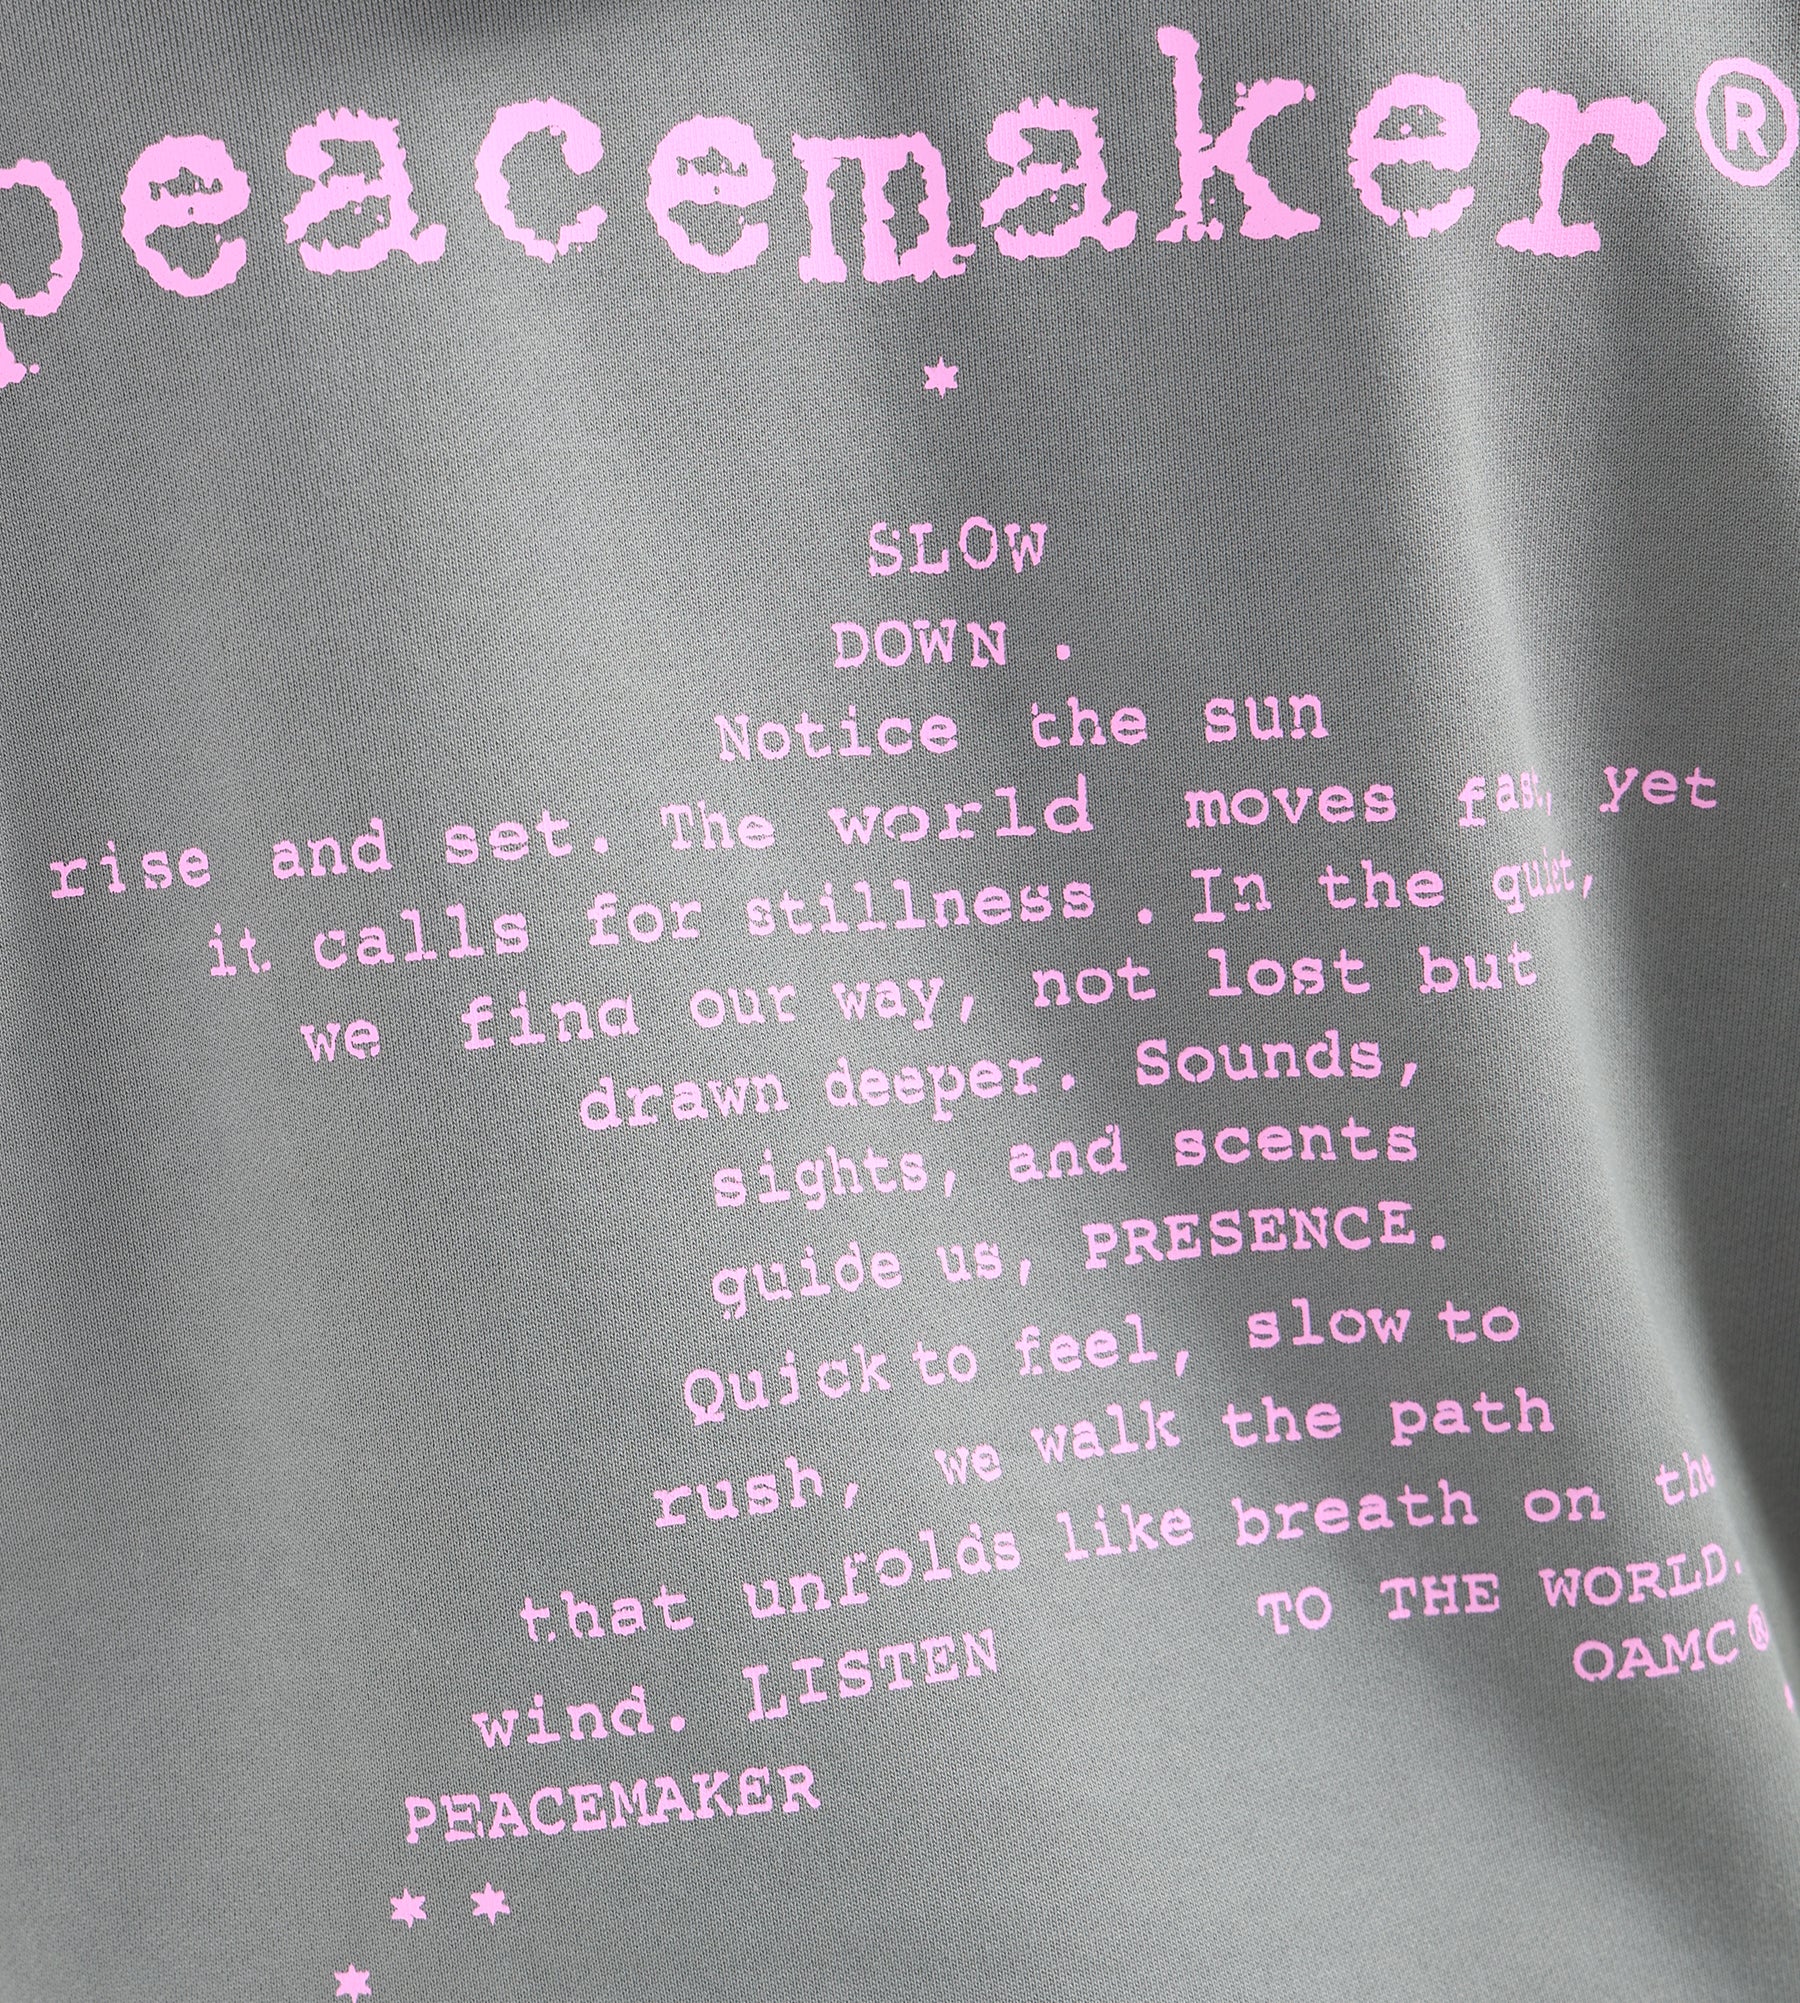 peacemaker®
SLOW
DOWN .
Notice the sun
rise and set. The world moves fast, yet
it calls for stillness . In the quiet,
we find our way, not lost but
drawn deeper. Sounds,
sights, and scents
guide us, PRESENCE.
Quick to feel, slow to
rush, we walk the path
that unfolds like breath on the
wind. LISTEN TO THE WORLD.
PEACEMAKER OAMC®